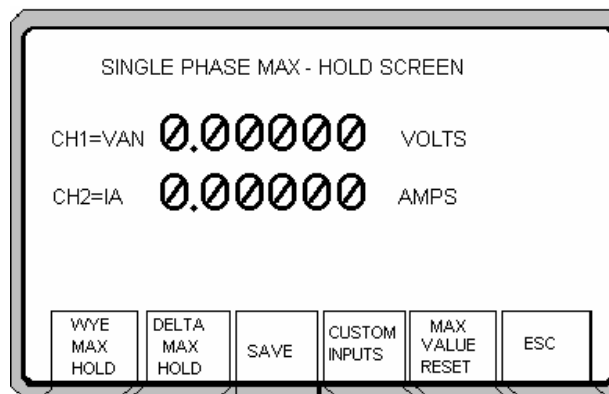 SINGLE PHASE MAX - HOLD SCREEN
CH1=VAN 0.00000 VOLTS
CH2=IA 0.00000 AMPS
WYE
MAX
HOLD
DELTA
MAX
HOLD
SAVE
CUSTOM
INPUTS
MAX
VALUE
RESET
ESC